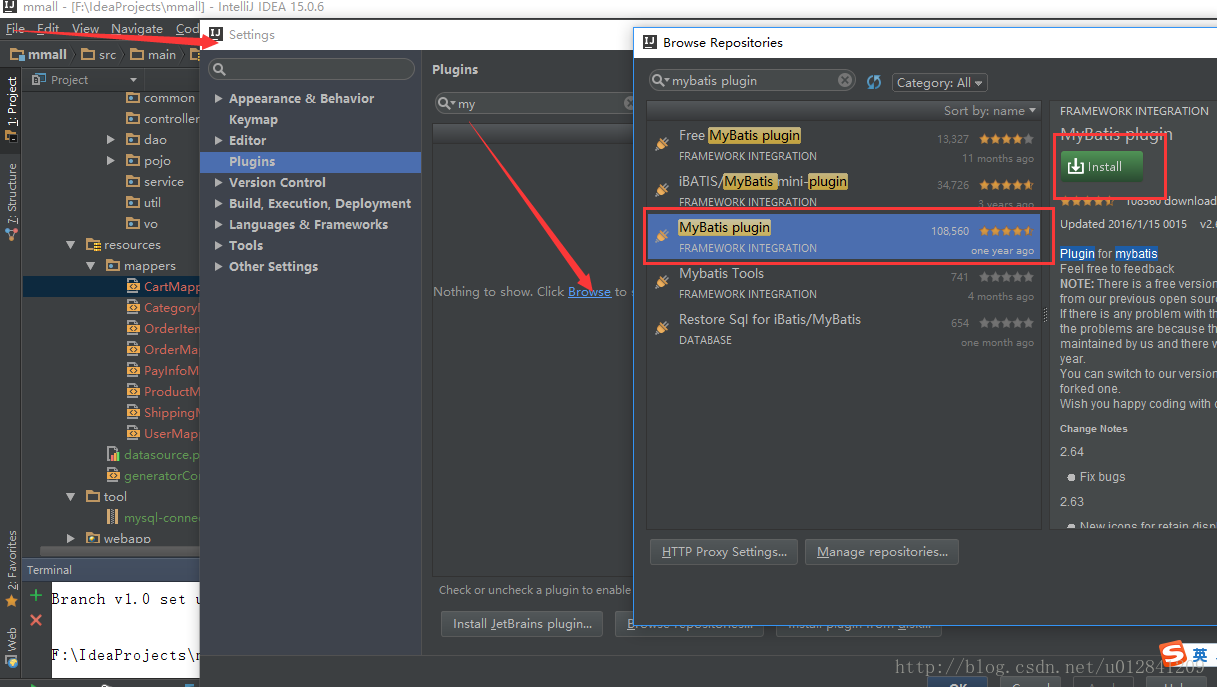 mmall - [F:\IdeaProjects\mmall] - IntelliJ IDEA 15.0.6
File Edit View Navigate Cod
mmall src main
Project
common
controller
dao
pojo
service
util
vo
resources
mappers
CartMapp
Category
OrderIten
OrderMap
PayInfoM
ProductM
ShippingM
UserMapp
datasource.p
generatorCo
tool
mysql-conne
webapp
1: Project
7: Structure
2: Favorites
Web
Terminal
Branch v1.0 set u
F:\IdeaProjects\m
Settings
Appearance & Behavior
Keymap
Editor
Plugins
Version Control
Build, Execution, Deployment
Languages & Frameworks
Tools
Other Settings
Plugins
my
Nothing to show. Click Browse to s
Check or uncheck a plugin to enable
Install JetBrains plugin...
Browse repositories...
Install plugin from disk...
Browse Repositories
mybatis plugin
Category: All
Sort by: name
Free MyBatis plugin 13,327
FRAMEWORK INTEGRATION 11 months ago
iBATIS/MyBatis mini-plugin 34,726
FRAMEWORK INTEGRATION 3 years ago
MyBatis plugin 108,560
FRAMEWORK INTEGRATION one year ago
Mybatis Tools 741
FRAMEWORK INTEGRATION 4 months ago
Restore Sql for iBatis/MyBatis 654
DATABASE one month ago
HTTP Proxy Settings...
Manage repositories...
FRAMEWORK INTEGRATION
MyBatis plugin
Install
108560 download
Updated 2016/1/15 0015 v2.6
Plugin for mybatis
Feel free to feedback
NOTE: There is a free version
from our previous open sourc
If there is any problem with th
the problems are because th
maintained by us and there w
year.
You can switch to our version
forked one.
Wish you happy coding with o
Change Notes
2.64
Fix bugs
2.63
New icons for retain disp
英
http://blog.csdn.net/u012841209
OK
Cancel
Apply
Help